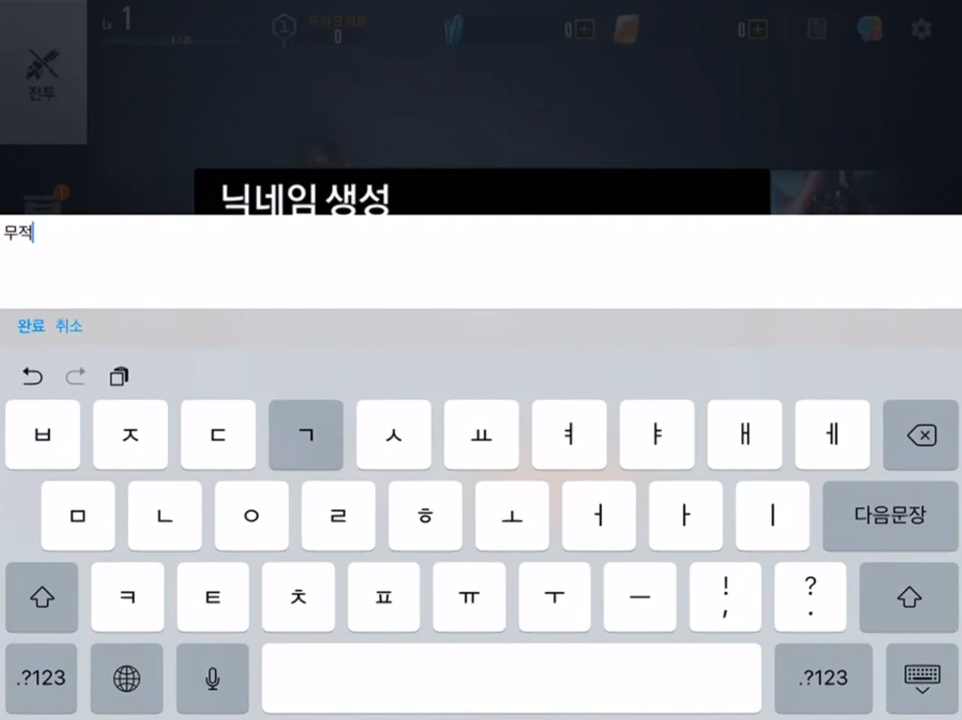 Lv 1
0
0
0
전투
1
닉네임 생성
무적
완료 취소
ㅂ ㅈ ㄷ ㄱ ㅅ ㅛ ㅕ ㅑ ㅐ ㅔ
ㅁ ㄴ ㅇ ㄹ ㅎ ㅗ ㅓ ㅏ ㅣ 다음문장
ㅋ ㅌ ㅊ ㅍ ㅠ ㅜ ㅡ ! , ? .
.?123 .?123